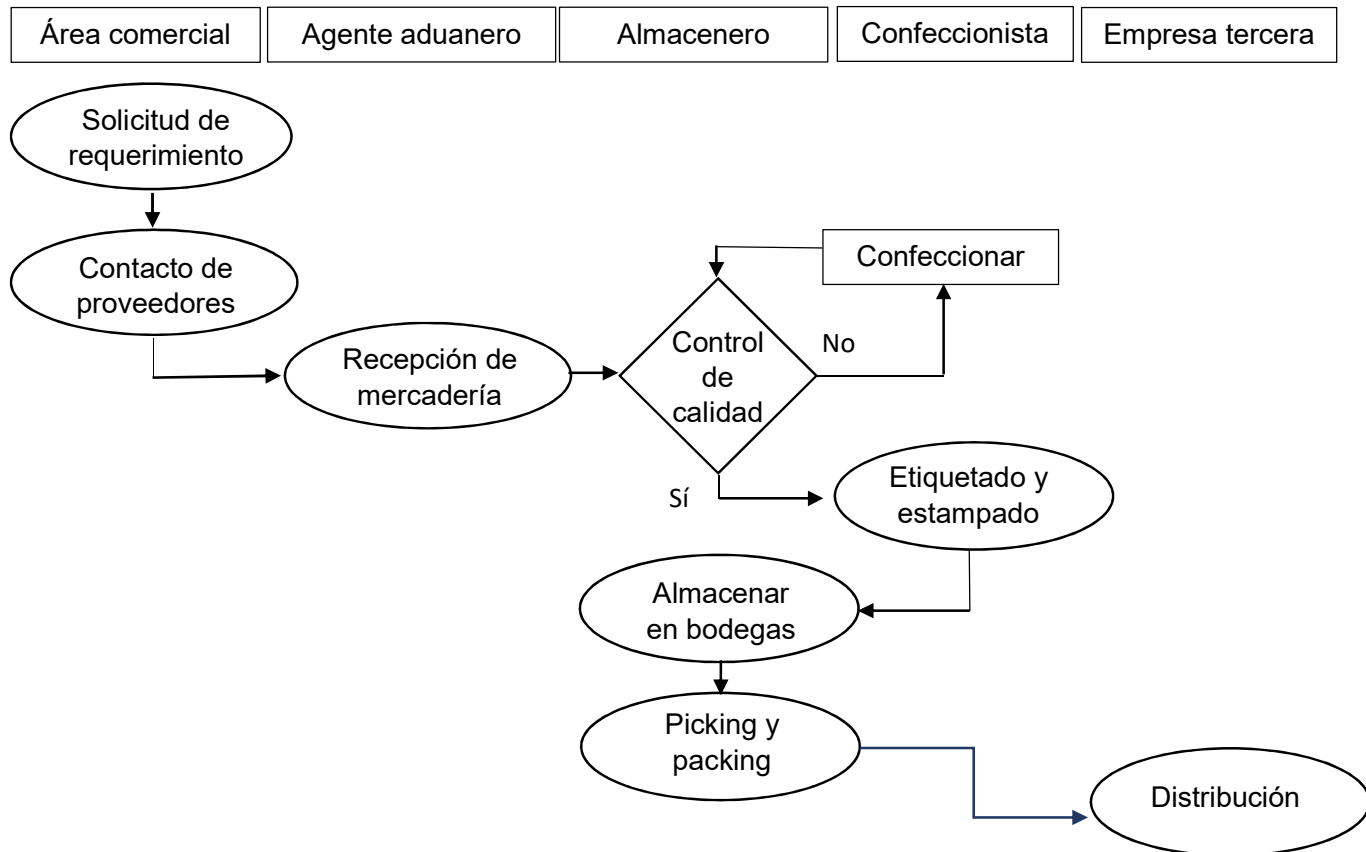 Área comercial
Agente aduanero
Almacenero
Confeccionista
Empresa tercera
Solicitud de
requerimiento
Contacto de
proveedores
Confeccionar
Recepción de
mercadería
Control
de
calidad
No
Sí
Etiquetado y
estampado
Almacenar
en bodegas
Picking y
packing
Distribución